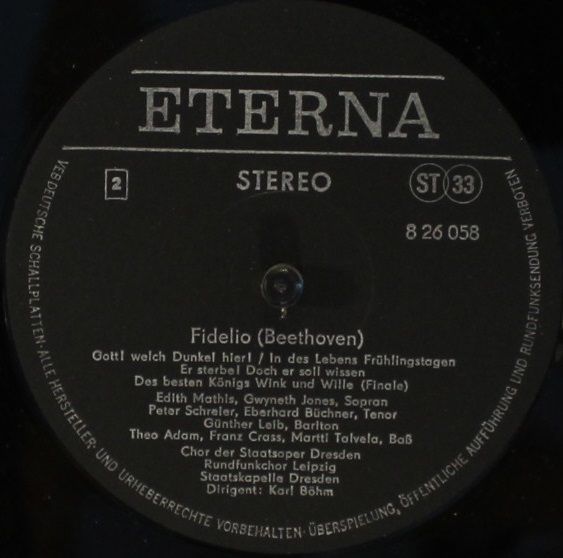 ETERNA
2
STEREO
ST 33
8 26 058
Fidelio (Beethoven)
Gott! welch Dunkel hier! / In des Lebens Frühlingstagen
Er sterbe! Doch er soll wissen
Des besten Königs Wink und Wille (Finale)
Edith Mathis, Gwyneth Jones, Sopran
Peter Schreier, Eberhard Büchner, Tenor
Günther Leib, Bariton
Theo Adam, Franz Crass, Martti Talvela, Baß
Chor der Staatsoper Dresden
Rundfunkchor Leipzig
Staatskapelle Dresden
Dirigent: Karl Böhm
VEB DEUTSCHE SCHALLPLATTEN · ALLE HERSTELLER- UND URHEBERRECHTE VORBEHALTEN · ÜBERSPIELUNG, ÖFFENTLICHE AUFFÜHRUNG UND RUNDFUNKSENDUNG VERBOTEN